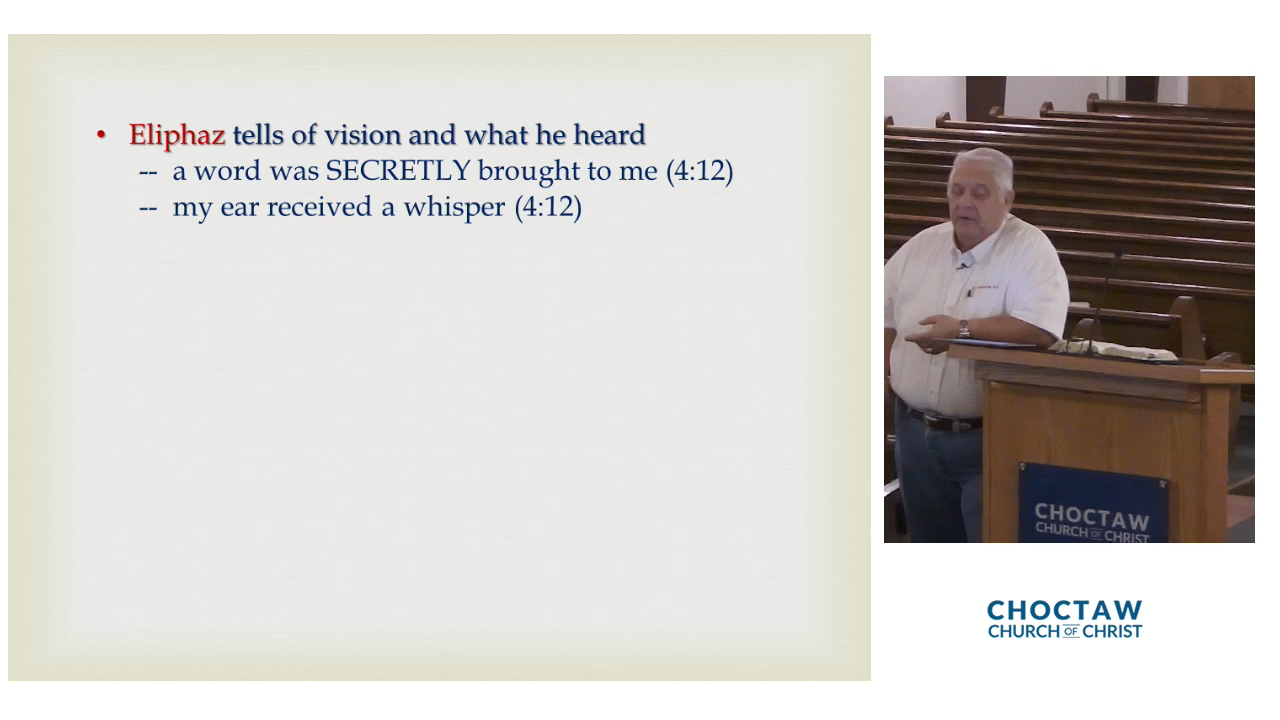 • Eliphaz tells of vision and what he heard
-- a word was SECRETLY brought to me (4:12)
-- my ear received a whisper (4:12)
CHOCTAW
CHURCH OF CHRIST
CHOCTAW
CHURCH OF CHRIST